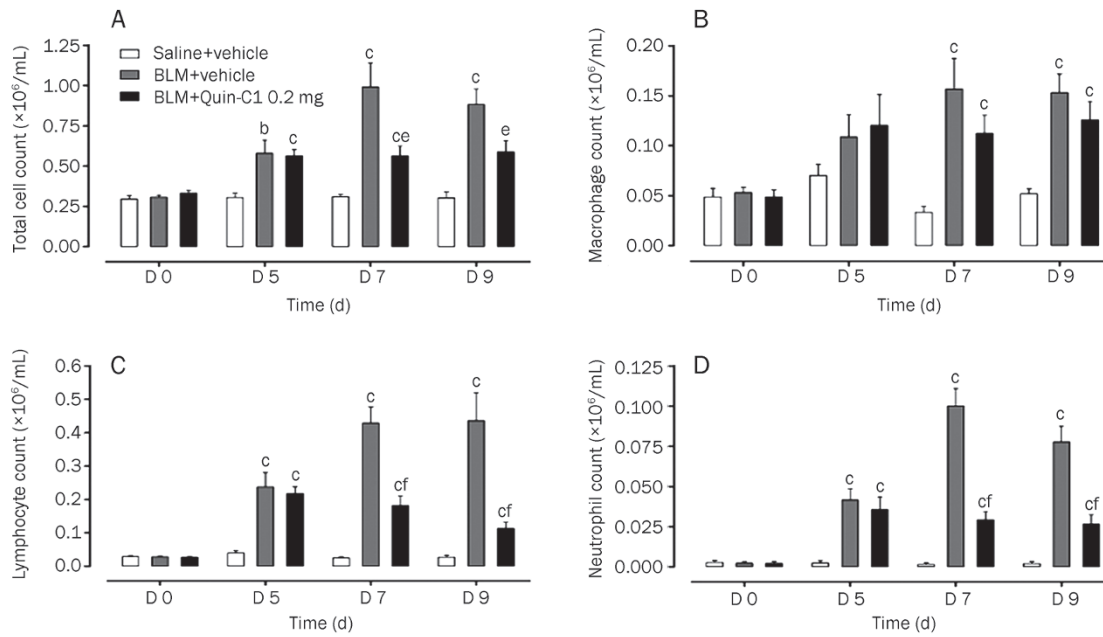 A
Total cell count (×10⁶/mL)
1.25
1.00
0.75
0.50
0.25
0.00
Saline+vehicle
BLM+vehicle
BLM+Quin-C1 0.2 mg
b
c
c
ce
c
e
D 0
D 5
D 7
D 9
Time (d)
B
Macrophage count (×10⁶/mL)
0.20
0.15
0.10
0.05
0.00
c
c
c
c
D 0
D 5
D 7
D 9
Time (d)
C
Lymphocyte count (×10⁶/mL)
0.6
0.5
0.4
0.3
0.2
0.1
0.0
c
c
c
cf
c
cf
D 0
D 5
D 7
D 9
Time (d)
D
Neutrophil count (×10⁶/mL)
0.125
0.100
0.075
0.050
0.025
0.000
c
c
c
cf
c
cf
D 0
D 5
D 7
D 9
Time (d)